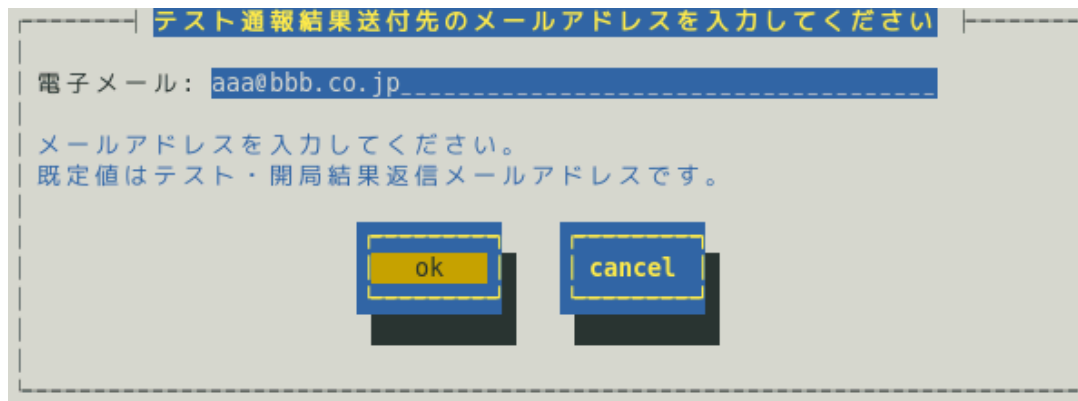 テスト通報結果送付先のメールアドレスを入力してください
電子メール: aaa@bbb.co.jp_____________________________________
メールアドレスを入力してください。
既定値はテスト・開局結果返信メールアドレスです。
ok
cancel